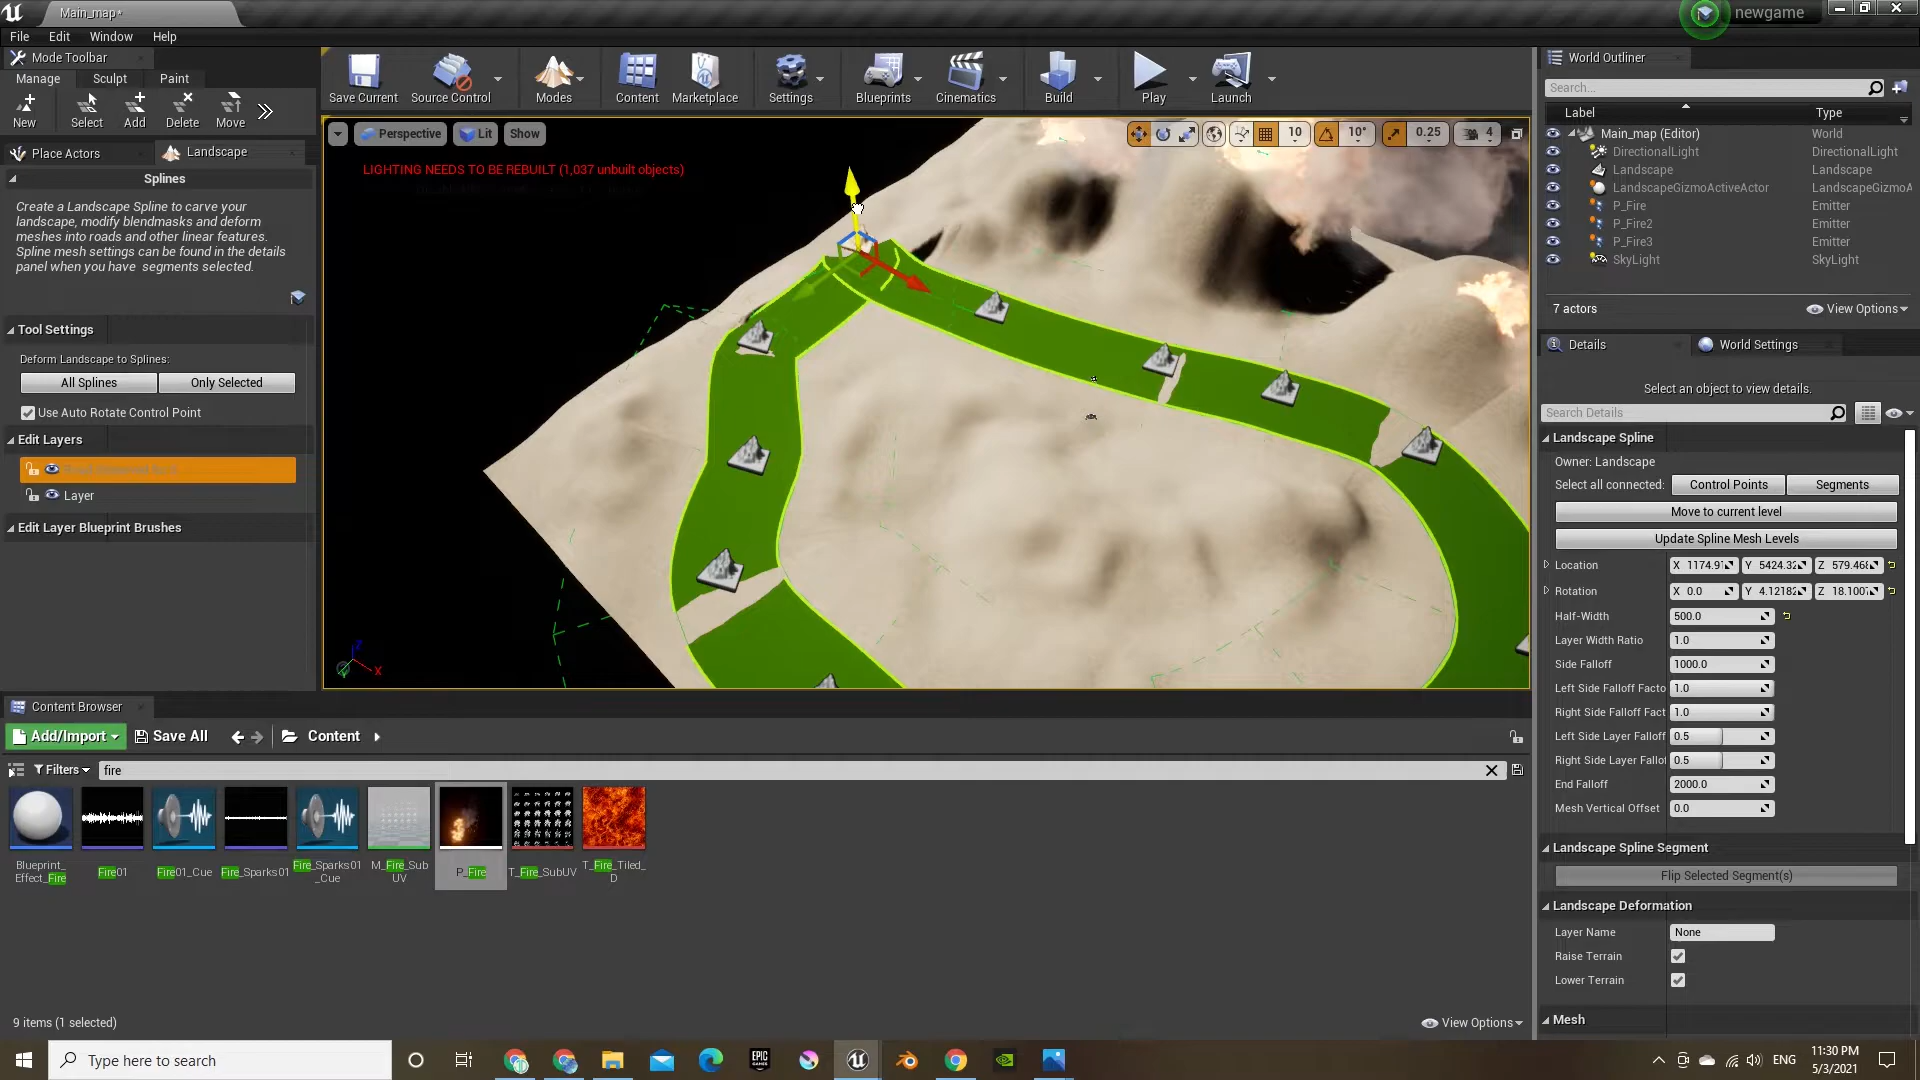 Main_map*
newgame
File Edit Window Help
Mode Toolbar
Manage Sculpt Paint
New Select Add Delete Move
Place Actors Landscape
Splines
Create a Landscape Spline to carve your
landscape, modify blendmasks and deform
meshes into roads and other linear features.
Spline mesh settings can be found in the details
panel when you have segments selected.
Tool Settings
Deform Landscape to Splines:
All Splines Only Selected
Use Auto Rotate Control Point
Edit Layers
Layer
Edit Layer Blueprint Brushes
Save Current Source Control Modes Content Marketplace Settings Blueprints Cinematics Build Play Launch
Perspective Lit Show
10 10° 0.25 4
LIGHTING NEEDS TO BE REBUILT (1,037 unbuilt objects)
Z
X
World Outliner
Search...
Label Type
Main_map (Editor) World
DirectionalLight DirectionalLight
Landscape Landscape
LandscapeGizmoActiveActor LandscapeGizmoA
P_Fire Emitter
P_Fire2 Emitter
P_Fire3 Emitter
SkyLight SkyLight
7 actors View Options
Details World Settings
Select an object to view details.
Search Details
Landscape Spline
Owner: Landscape
Select all connected: Control Points Segments
Move to current level
Update Spline Mesh Levels
Location X 1174.91 Y 5424.32 Z 579.468
Rotation X 0.0 Y 4.12182 Z 18.1007
Half-Width 500.0
Layer Width Ratio 1.0
Side Falloff 1000.0
Left Side Falloff Facto 1.0
Right Side Falloff Fact 1.0
Left Side Layer Falloff 0.5
Right Side Layer Fallof 0.5
End Falloff 2000.0
Mesh Vertical Offset 0.0
Landscape Spline Segment
Flip Selected Segment(s)
Landscape Deformation
Layer Name None
Raise Terrain
Lower Terrain
Mesh
Content Browser
Add/Import Save All Content
Filters fire
Blueprint_
Effect_Fire
Fire01
Fire01_Cue
Fire_Sparks01
Fire_Sparks01
_Cue
M_Fire_Sub
UV
P_Fire
T_Fire_SubUV
T_Fire_Tiled_
D
9 items (1 selected) View Options
Type here to search
EPIC
GAMES
ENG
11:30 PM
5/3/2021